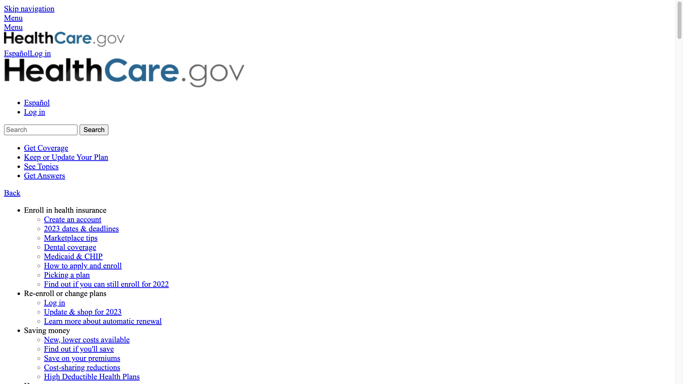 Skip navigation
Menu
Menu
HealthCare.gov
EspañolLog in
HealthCare.gov
Español
Log in
Search Search
Get Coverage
Keep or Update Your Plan
See Topics
Get Answers
Back
Enroll in health insurance
Create an account
2023 dates & deadlines
Marketplace tips
Dental coverage
Medicaid & CHIP
How to apply and enroll
Picking a plan
Find out if you can still enroll for 2022
Re-enroll or change plans
Log in
Update & shop for 2023
Learn more about automatic renewal
Saving money
New, lower costs available
Find out if you'll save
Save on your premiums
Cost-sharing reductions
High Deductible Health Plans